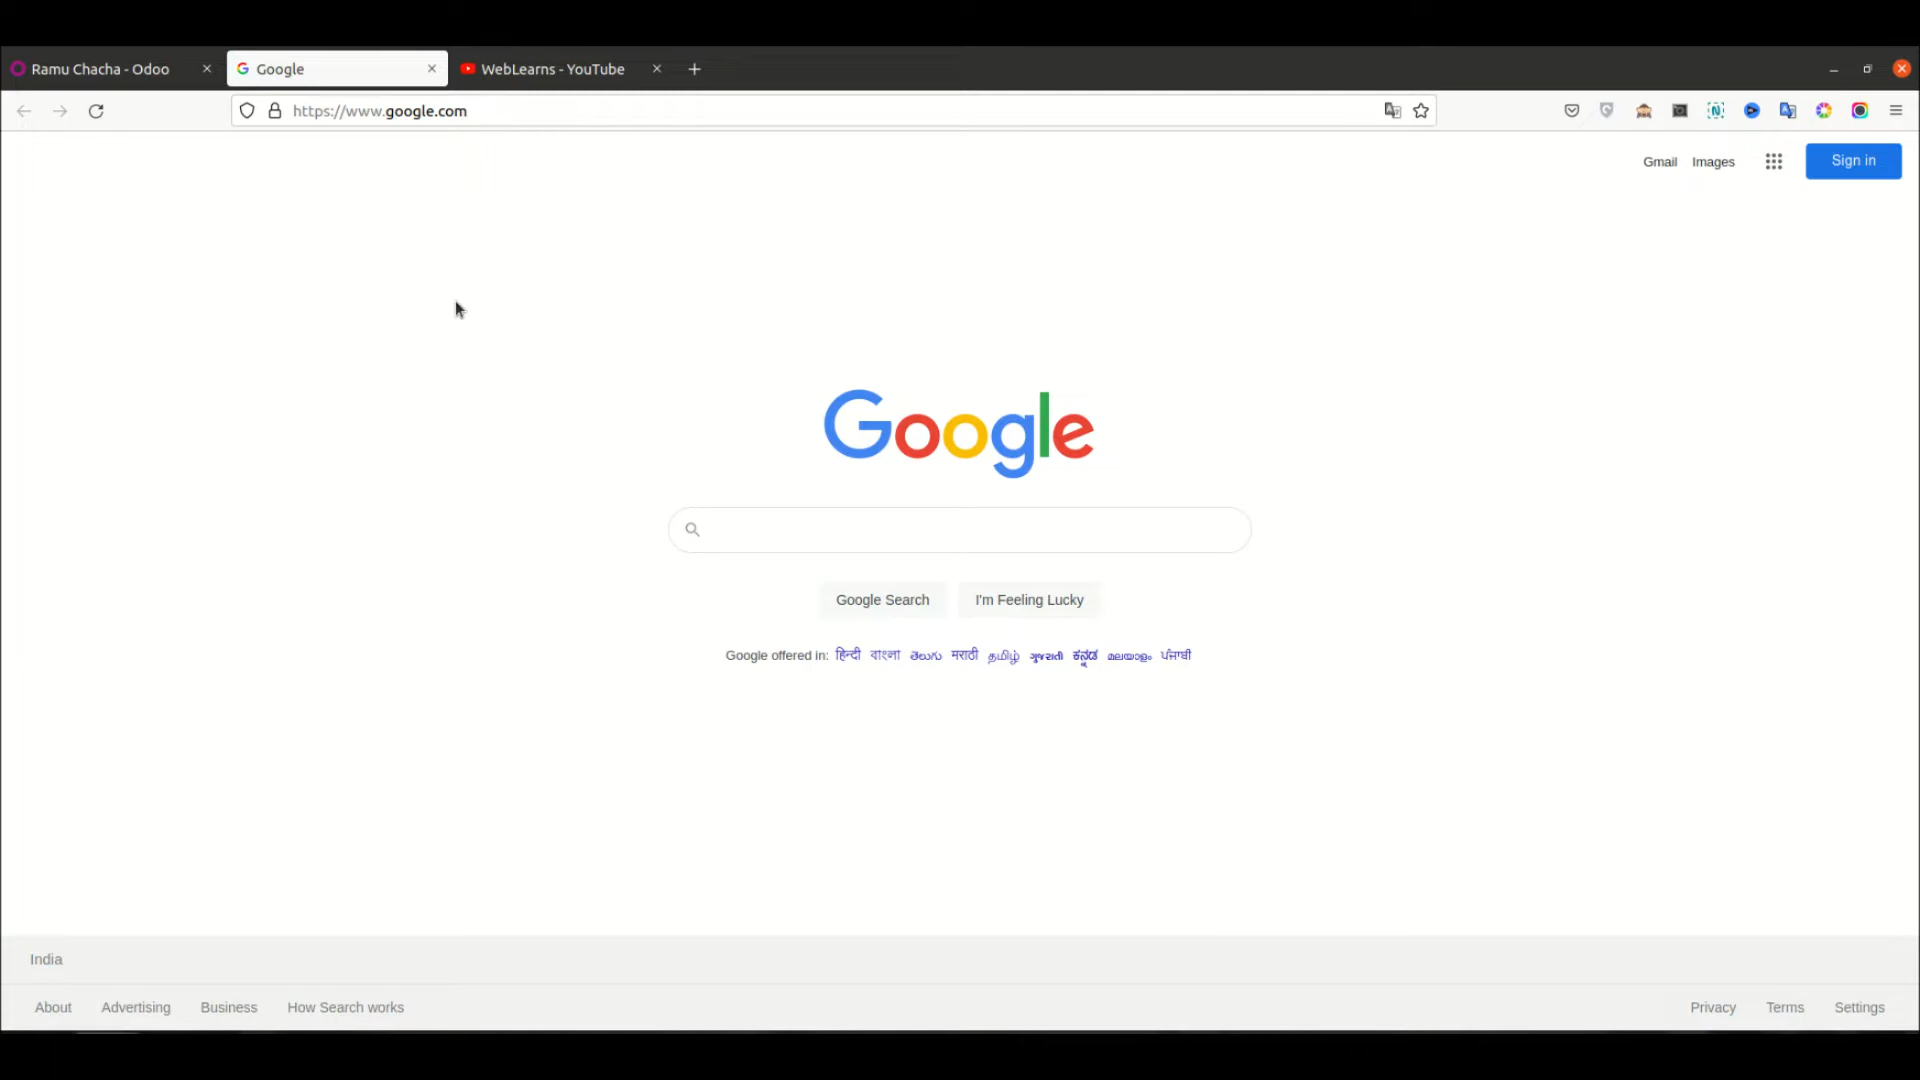 Ramu Chacha - Odoo
Google
WebLearns - YouTube
https://www.google.com
Gmail Images
Sign in
Google
Google Search
I'm Feeling Lucky
Google offered in: हिन्दी বাংলা తెలుగు मराठी தமிழ் ગુજરાતી ಕನ್ನಡ മലയാളം ਪੰਜਾਬੀ
India
About Advertising Business How Search works
Privacy Terms Settings